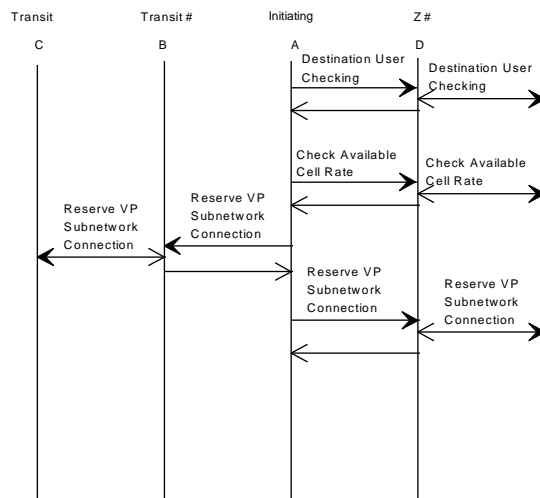 Transit
Transit #
Initiating
Z #
C
B
A
D
Destination User
Checking
Destination User
Checking
Check Available
Cell Rate
Check Available
Cell Rate
Reserve VP
Subnetwork
Connection
Reserve VP
Subnetwork
Connection
Reserve VP
Subnetwork
Connection
Reserve VP
Subnetwork
Connection